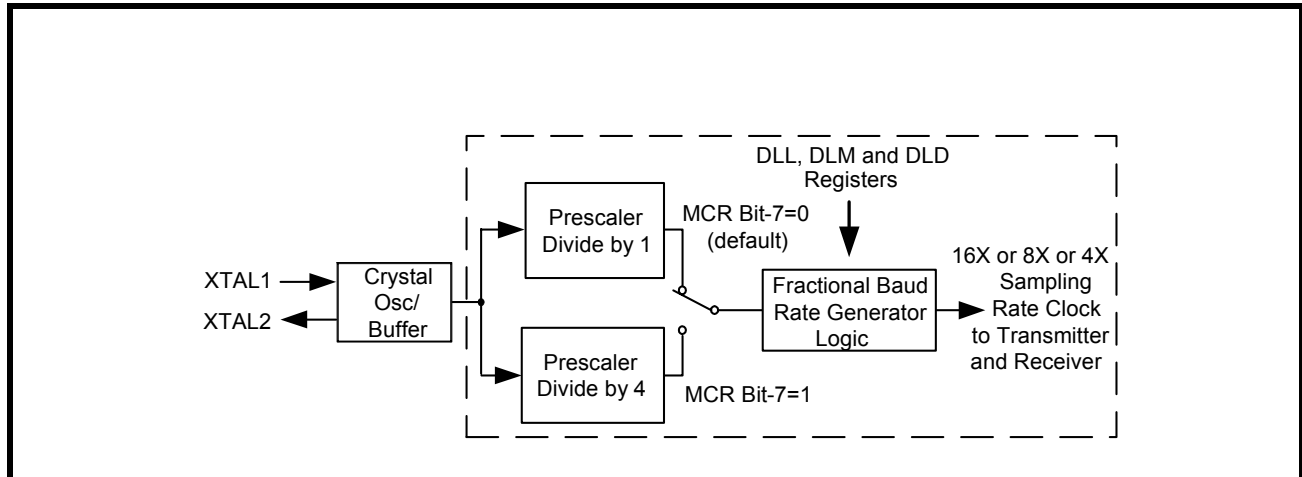 DLL, DLM and DLD
Registers
Prescaler
Divide by 1
MCR Bit-7=0
(default)
16X or 8X or 4X
Sampling
Rate Clock
to Transmitter
and Receiver
XTAL1
XTAL2
Crystal
Osc/
Buffer
Fractional Baud
Rate Generator
Logic
Prescaler
Divide by 4
MCR Bit-7=1